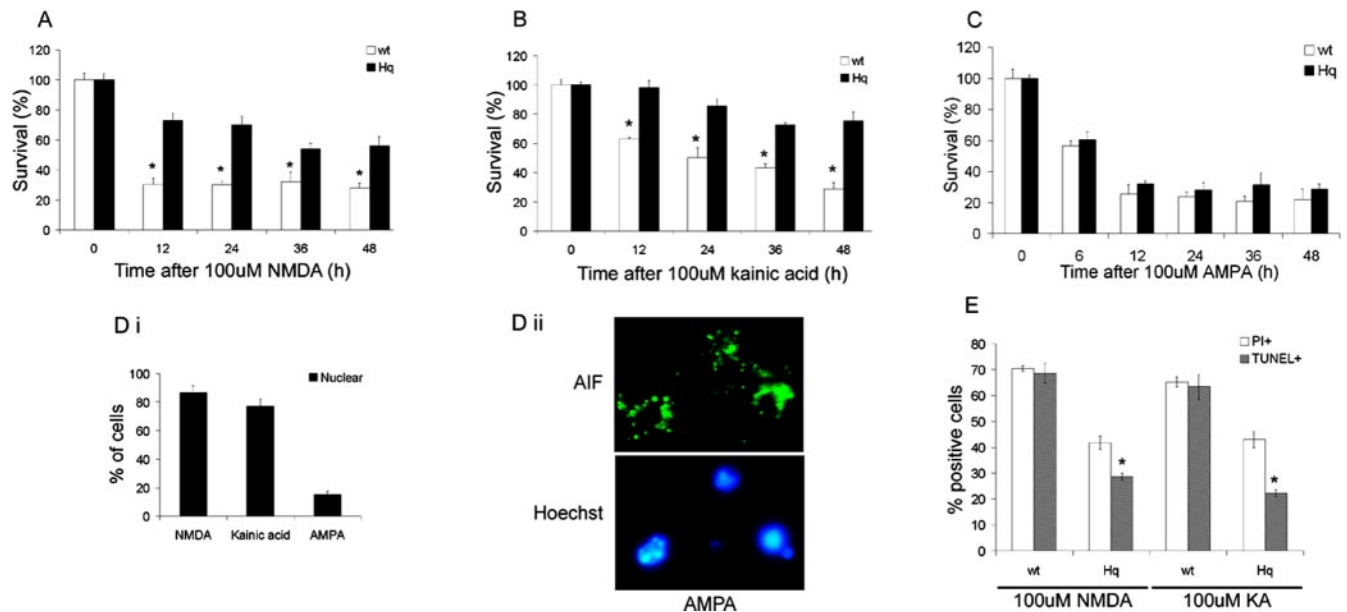 A
wt
Hq
Survival (%)
120
100
80
60
40
20
0
*
*
*
*
0 12 24 36 48
Time after 100uM NMDA (h)
B
wt
Hq
Survival (%)
120
100
80
60
40
20
0
*
*
*
*
0 12 24 36 48
Time after 100uM kainic acid (h)
C
wt
Hq
Survival (%)
120
100
80
60
40
20
0
0 6 12 24 36 48
Time after 100uM AMPA (h)
D i
Nuclear
% of cells
100
80
60
40
20
0
NMDA Kainic acid AMPA
D ii
AIF
Hoechst
AMPA
E
PI+
TUNEL+
% positive cells
80
70
60
50
40
30
20
10
0
*
*
wt Hq wt Hq
100uM NMDA 100uM KA